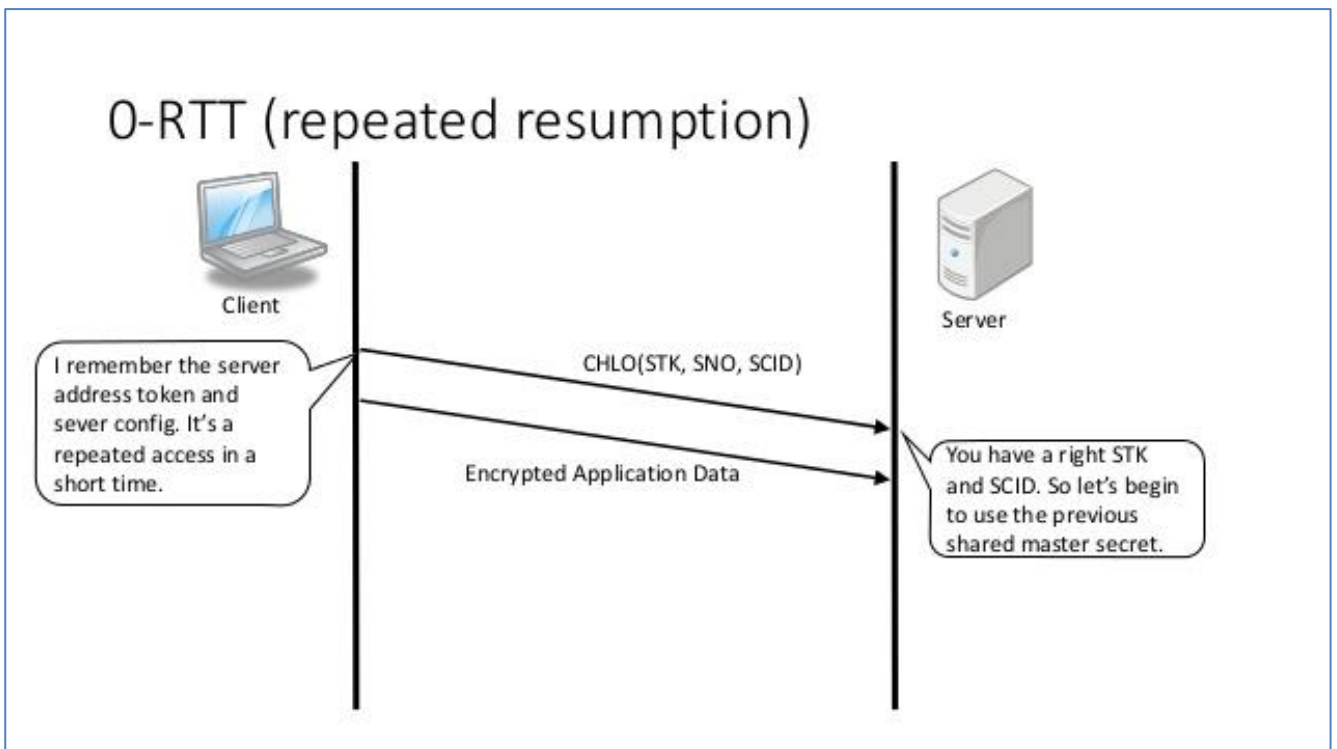 0-RTT (repeated resumption)
Client
Server
I remember the server
address token and
sever config. It's a
repeated access in a
short time.
CHLO(STK, SNO, SCID)
Encrypted Application Data
You have a right STK
and SCID. So let's begin
to use the previous
shared master secret.